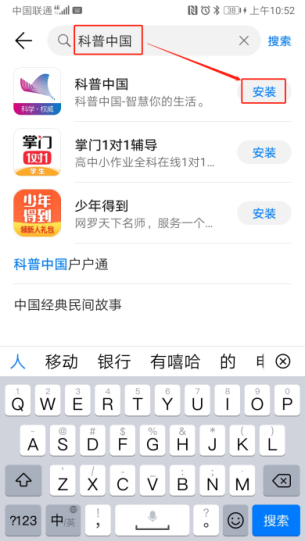 中国联通 上午10:52
科普中国 搜索
科普中国
科普中国-智慧你的生活。
安装
科学·权威
掌门1对1辅导
高中小作业全科在线1对1...
安装
掌门
1对1
学生
少年得到
网罗天下名师，服务一个...
安装
少年
得到
领新人礼包
科普中国户户通
中国经典民间故事
人 移动 银行 有嘻哈 的
Q W E R T Y U I O P
A S D F G H J K L
Z X C V B N M
?123 中/英 ， 。 搜索